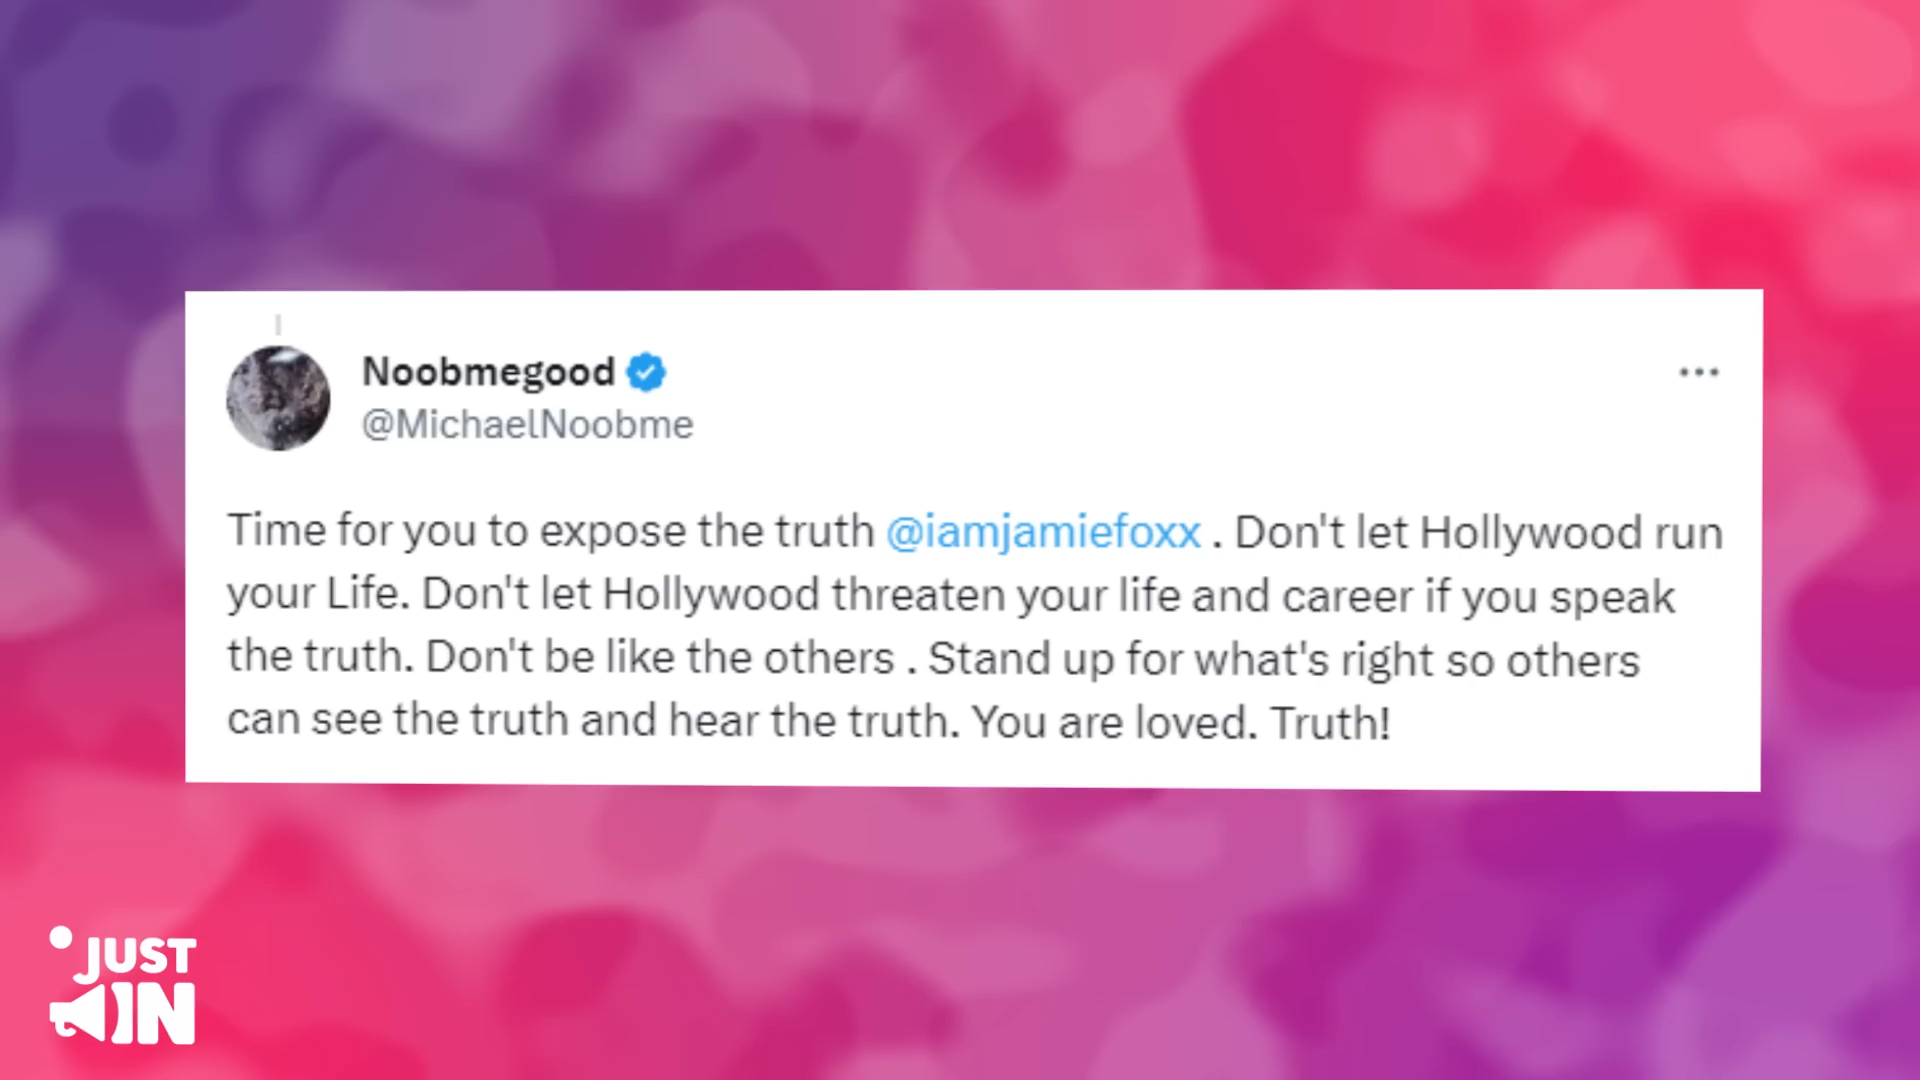 Noobmegood
@MichaelNoobme
Time for you to expose the truth @iamjamiefoxx . Don't let Hollywood run
your Life. Don't let Hollywood threaten your life and career if you speak
the truth. Don't be like the others . Stand up for what's right so others
can see the truth and hear the truth. You are loved. Truth!
JUST
IN